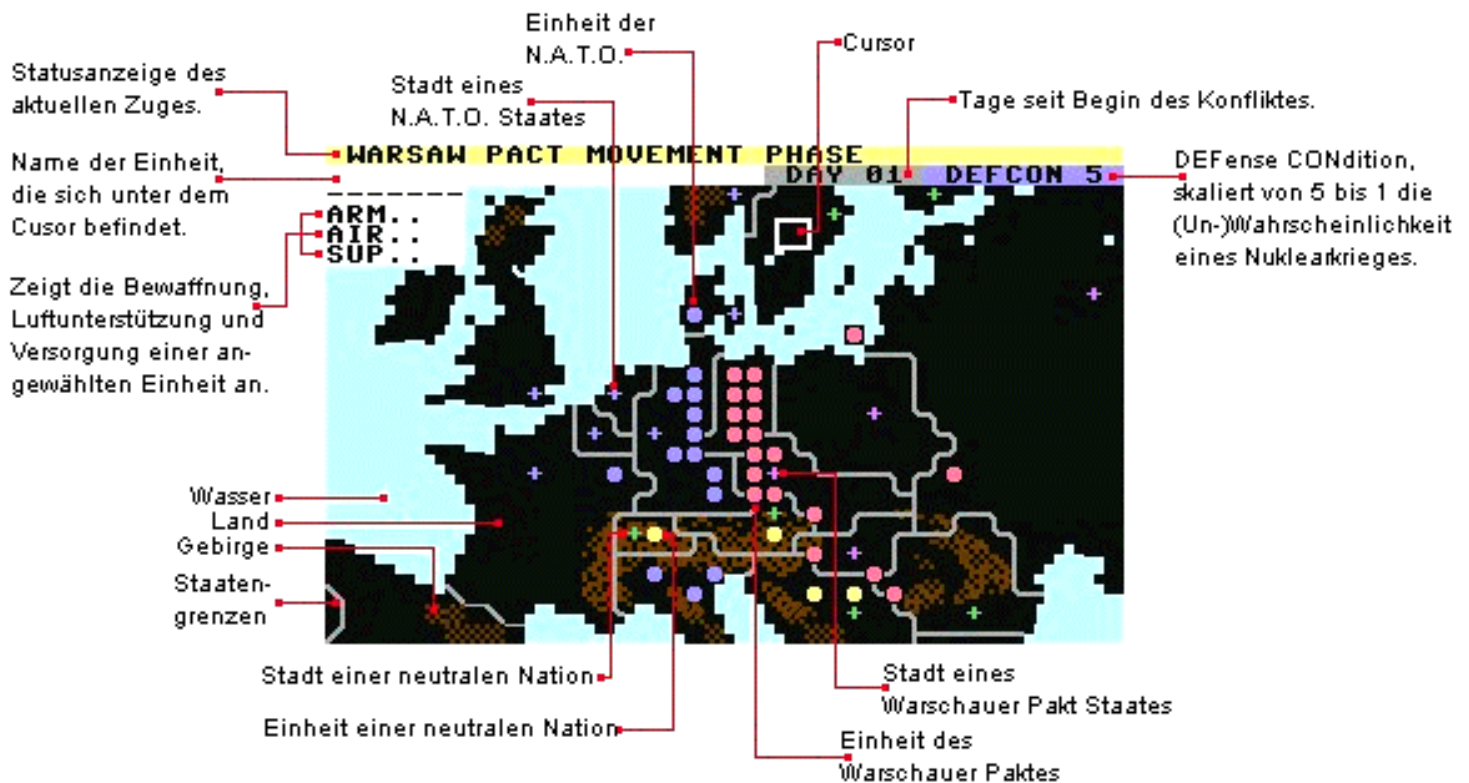 Einheit der
N.A.T.O.
Cursor
Statusanzeige des
aktuellen Zuges.
Stadt eines
N.A.T.O. Staates
Tage seit Begin des Konfliktes.
Name der Einheit,
die sich unter dem
Cusor befindet.
WARSAW PACT MOVEMENT PHASE
DAY 01 DEFCON 5
DEFense CONdition,
skaliert von 5 bis 1 die
(Un-)Wahrscheinlichkeit
eines Nuklearkrieges.
ARM..
AIR..
SUP..
Zeigt die Bewaffnung,
Luftunterstützung und
Versorgung einer an-
gewählten Einheit an.
Wasser
Land
Gebirge
Staaten-
grenzen
Stadt einer neutralen Nation
Einheit einer neutralen Nation
Stadt eines
Warschauer Pakt Staates
Einheit des
Warschauer Paktes